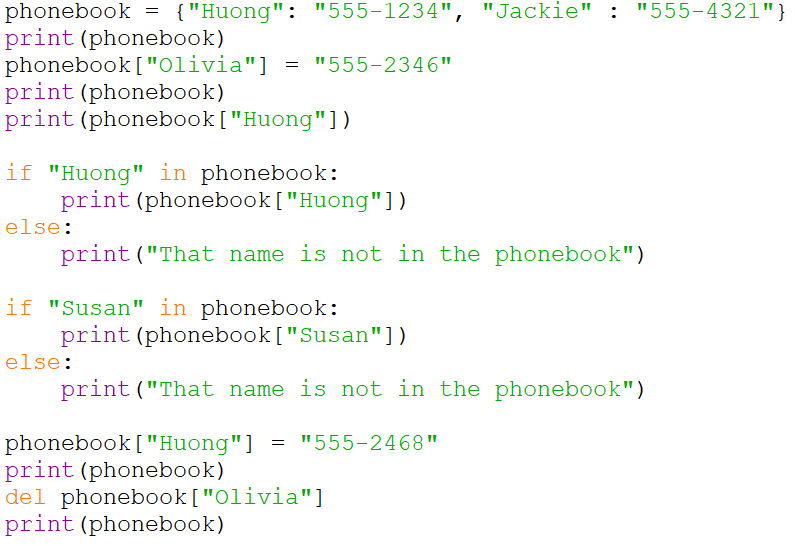 phonebook = {"Huong": "555-1234", "Jackie" : "555-4321"}
print(phonebook)
phonebook["Olivia"] = "555-2346"
print(phonebook)
print(phonebook["Huong"])

if "Huong" in phonebook:
    print(phonebook["Huong"])
else:
    print("That name is not in the phonebook")

if "Susan" in phonebook:
    print(phonebook["Susan"])
else:
    print("That name is not in the phonebook")

phonebook["Huong"] = "555-2468"
print(phonebook)
del phonebook["Olivia"]
print(phonebook)